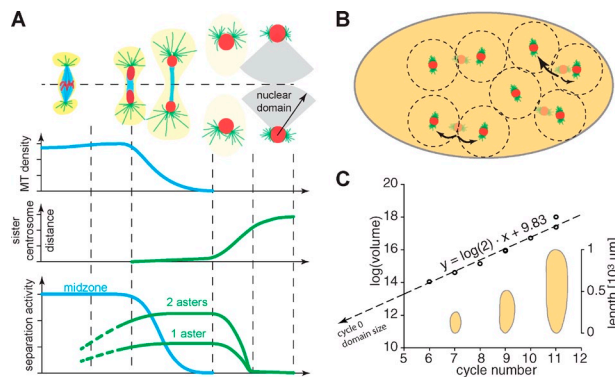 A
nuclear
domain
MT density
sister
centrosome
distance
separation activity
midzone
2 asters
1 aster
B
C
log(volume)
20
18
16
14
12
10
y = log(2) · x + 9.83
cycle 0
domain size
1
0.5
0
length [10³ µm]
5 6 7 8 9 10 11 12
cycle number